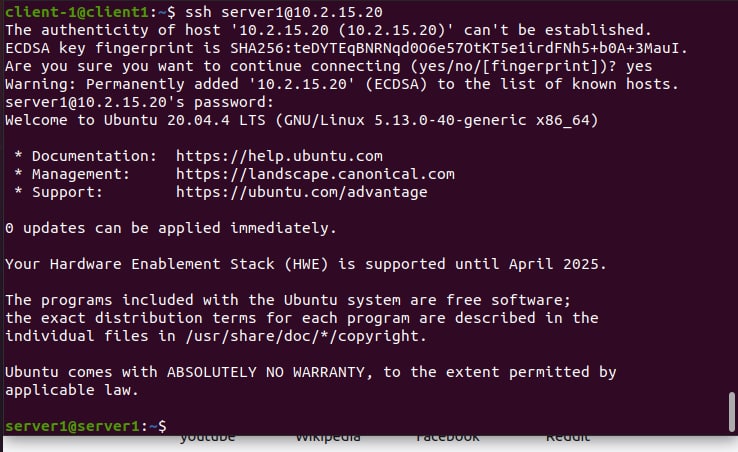 client-1@client1:~$ ssh server1@10.2.15.20
The authenticity of host '10.2.15.20 (10.2.15.20)' can't be established.
ECDSA key fingerprint is SHA256:teDYTEqBNRNqd0O6e57OtKT5e1irdFNh5+b0A+3MauI.
Are you sure you want to continue connecting (yes/no/[fingerprint])? yes
Warning: Permanently added '10.2.15.20' (ECDSA) to the list of known hosts.
server1@10.2.15.20's password:
Welcome to Ubuntu 20.04.4 LTS (GNU/Linux 5.13.0-40-generic x86_64)
* Documentation:  https://help.ubuntu.com
* Management:     https://landscape.canonical.com
* Support:        https://ubuntu.com/advantage
0 updates can be applied immediately.
Your Hardware Enablement Stack (HWE) is supported until April 2025.
The programs included with the Ubuntu system are free software;
the exact distribution terms for each program are described in the
individual files in /usr/share/doc/*/copyright.
Ubuntu comes with ABSOLUTELY NO WARRANTY, to the extent permitted by
applicable law.
server1@server1:~$
youtube Wikipedia Facebook Reddit